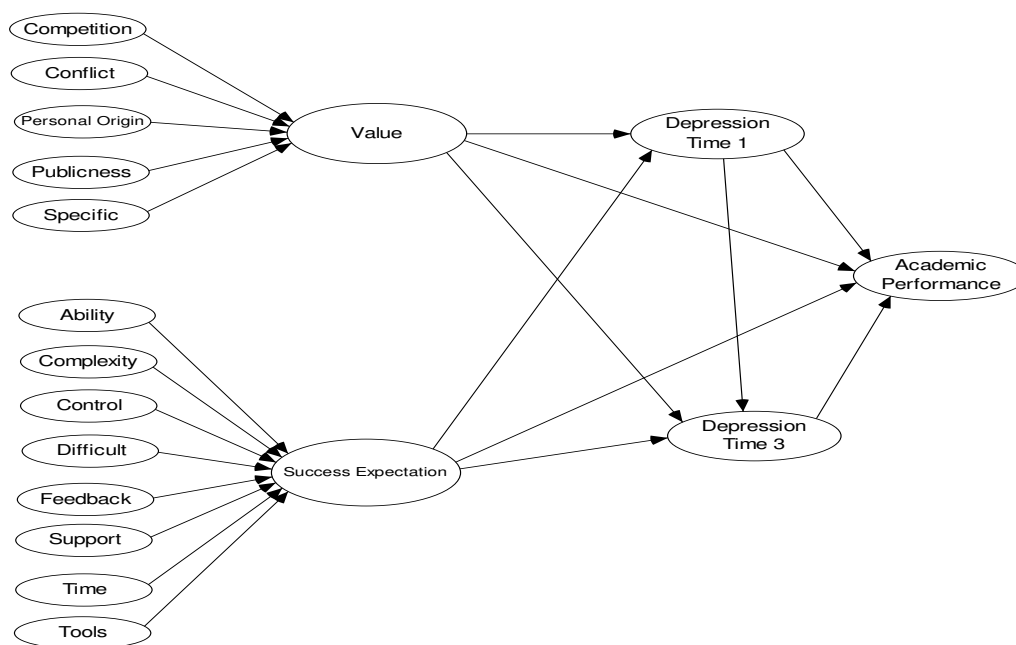 Competition
Conflict
Personal Origin
Publicness
Specific
Value
Depression
Time 1
Academic
Performance
Ability
Complexity
Control
Difficult
Feedback
Support
Time
Tools
Success Expectation
Depression
Time 3